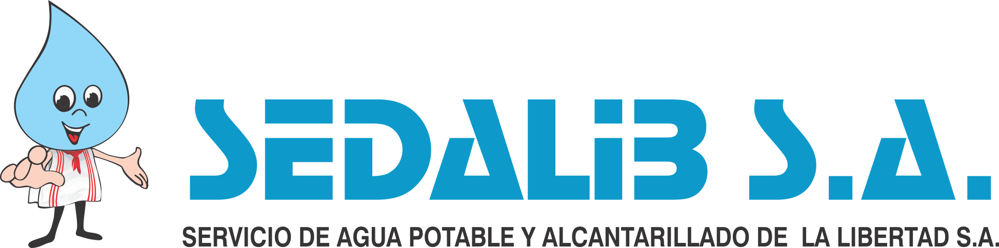 SEDALiB S.A.
SERVICIO DE AGUA POTABLE Y ALCANTARILLADO DE LA LIBERTAD S.A.